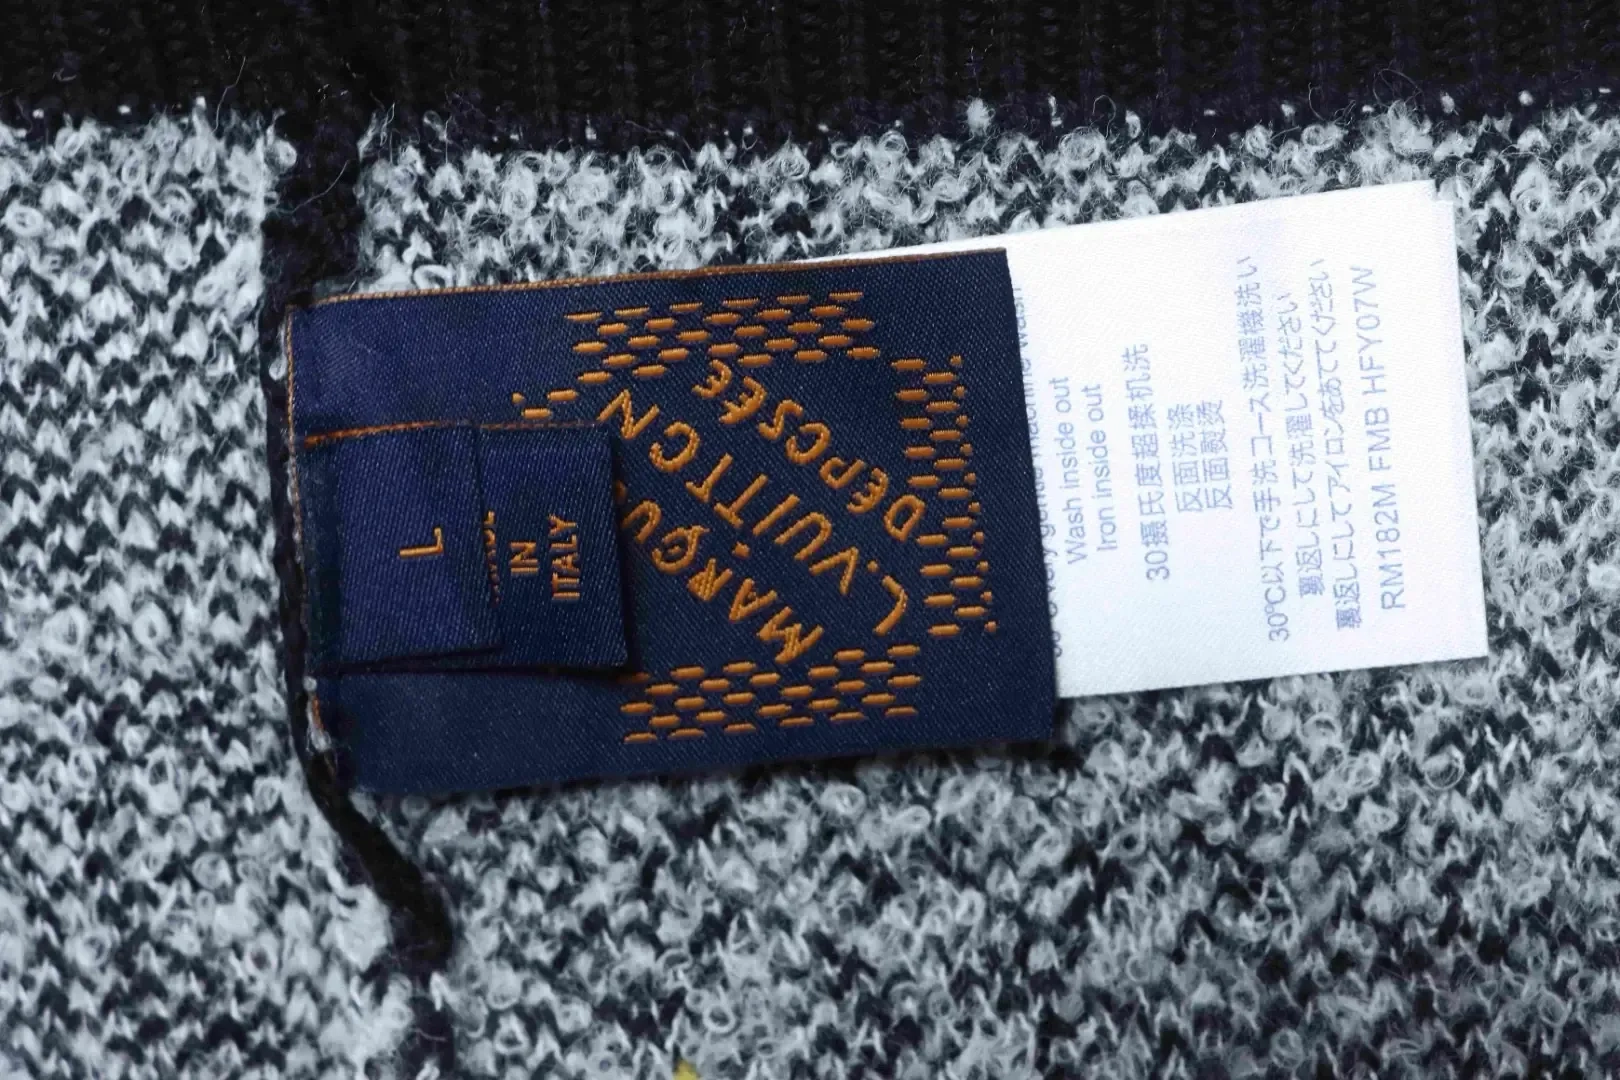 L
MADE
IN
ITALY
MARQUE
L.VUITTON
DÉPOSÉE
Wash inside out
Iron inside out
30摄氏度超柔机洗
反面洗涤
反面熨烫
30℃以下で手洗コース洗濯機洗い
裏返しにして洗濯してください
裏返しにしてアイロンをあててください
RM182M FMB HFY07W